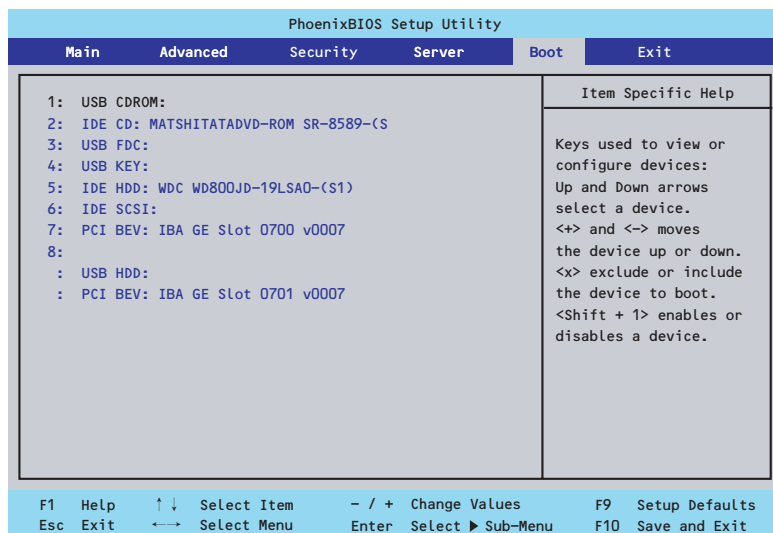 PhoenixBIOS Setup Utility
Main Advanced Security Server Boot Exit
1: USB CDROM:
2: IDE CD: MATSHITATADVD-ROM SR-8589-(S
3: USB FDC:
4: USB KEY:
5: IDE HDD: WDC WD800JD-19LSA0-(S1)
6: IDE SCSI:
7: PCI BEV: IBA GE Slot 0700 v0007
8:
: USB HDD:
: PCI BEV: IBA GE Slot 0701 v0007
Item Specific Help
Keys used to view or
configure devices:
Up and Down arrows
select a device.
<+> and <-> moves
the device up or down.
<x> exclude or include
the device to boot.
<Shift + 1> enables or
disables a device.
F1 Help ↑↓ Select Item - / + Change Values F9 Setup Defaults
Esc Exit ←→ Select Menu Enter Select ▶ Sub-Menu F10 Save and Exit